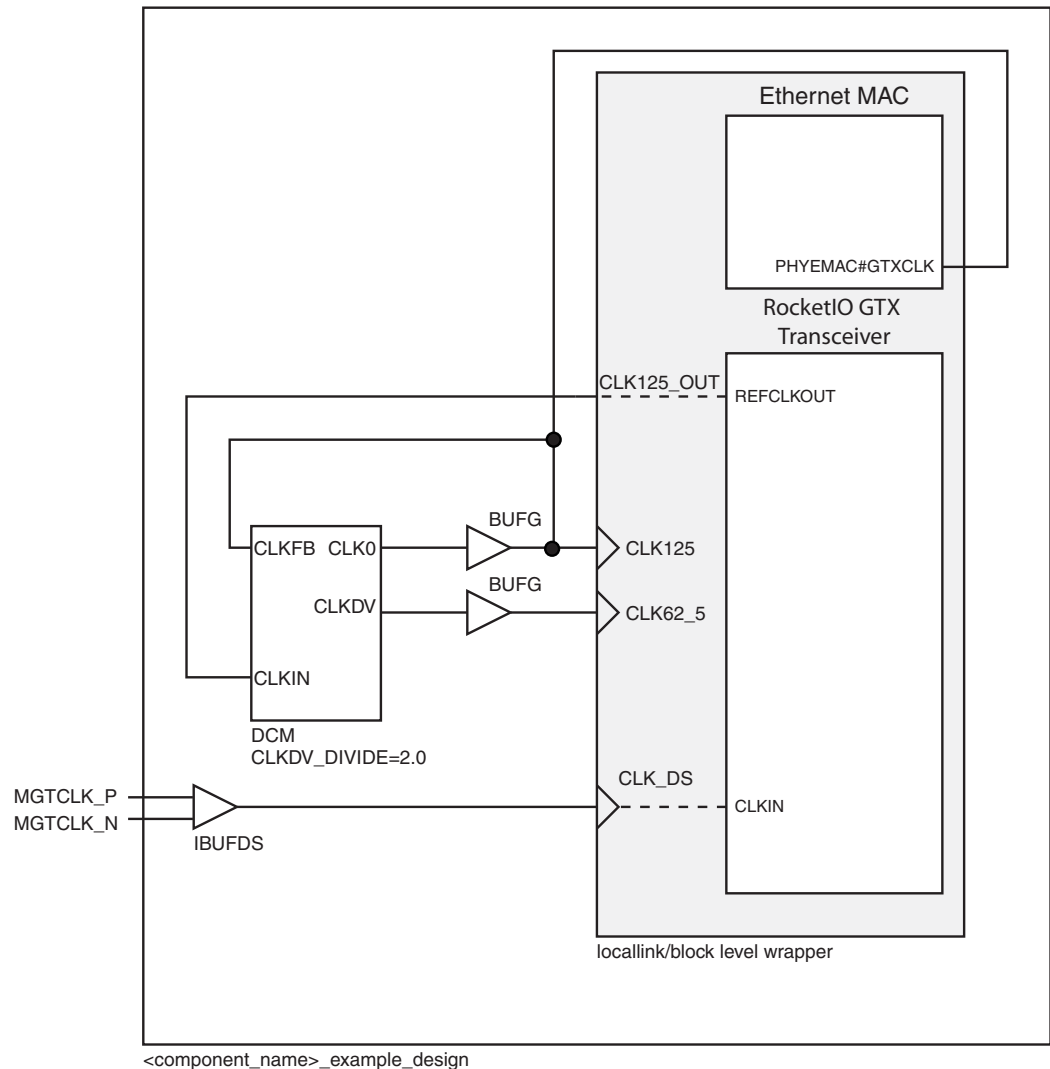 Ethernet MAC
PHYEMAC#GTXCLK
RocketIO GTX
Transceiver
CLK125_OUT
REFCLKOUT
BUFG
CLKFB
CLK0
CLK125
BUFG
CLKDV
CLK62_5
CLKIN
DCM
CLKDV_DIVIDE=2.0
CLK_DS
MGTCLK_P
CLKIN
MGTCLK_N
IBUFDS
locallink/block level wrapper
<component_name>_example_design